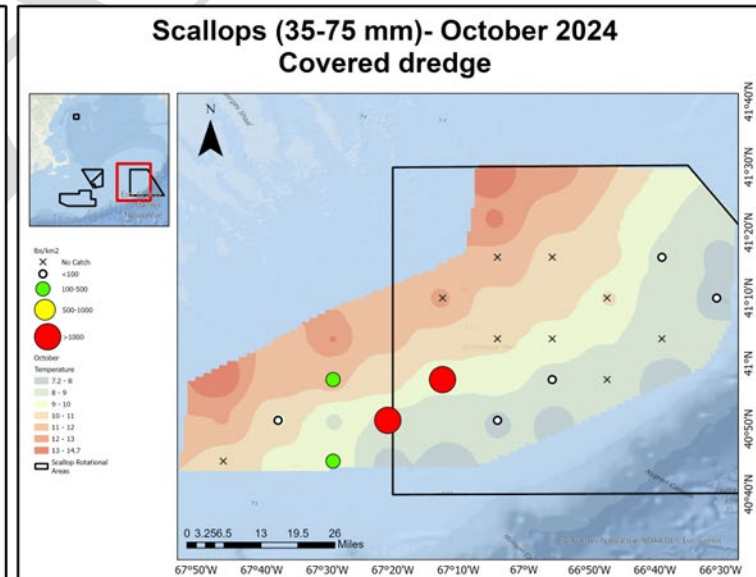 Scallops (35-75 mm)- October 2024
Covered dredge
N
lbs/km2
No Catch
<100
100-500
500-1000
>1000
October
Temperature
7.2 - 8
8 - 9
9 - 10
10 - 11
11 - 12
12 - 13
13 - 14.7
Scallop Rotational
Areas
41°40'N
41°30'N
41°20'N
41°10'N
41°N
40°50'N
40°40'N
0 3.25 6.5 13 19.5 26
Miles
67°50'W 67°40'W 67°30'W 67°20'W 67°10'W 67°W 66°50'W 66°40'W 66°30'W